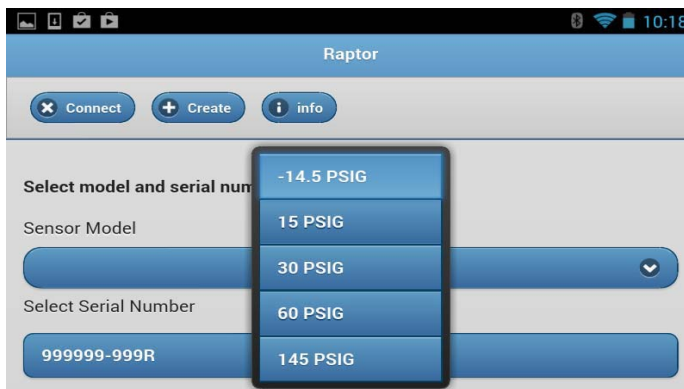 10:18
Raptor
Connect Create info
Select model and serial num
Sensor Model
-14.5 PSIG
15 PSIG
30 PSIG
60 PSIG
145 PSIG
Select Serial Number
999999-999R